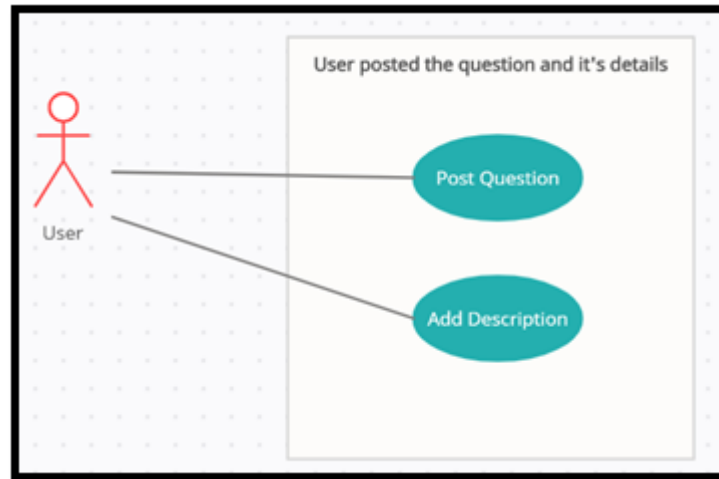 User posted the question and it's details
Post Question
User
Add Description